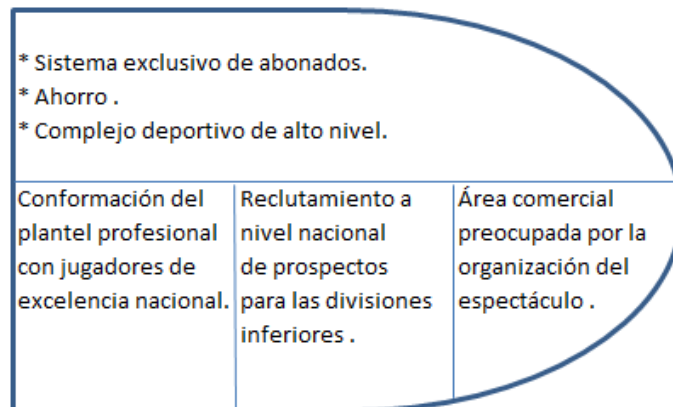 * Sistema exclusivo de abonados.
* Ahorro .
* Complejo deportivo de alto nivel.
Conformación del
plantel profesional
con jugadores de
excelencia nacional.
Reclutamiento a
nivel nacional
de prospectos
para las divisiones
inferiores .
Área comercial
preocupada por la
organización del
espectáculo .